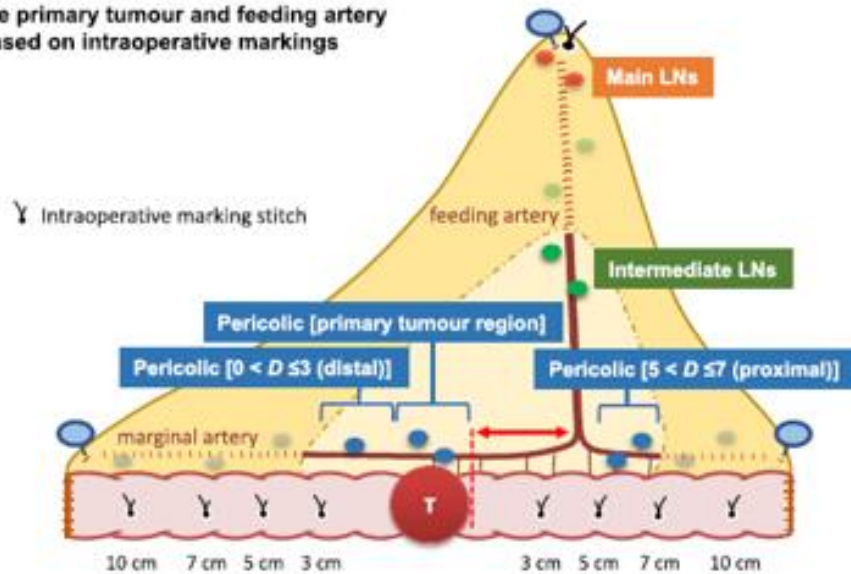 e primary tumour and feeding artery
ased on intraoperative markings
Main LNs
Intraoperative marking stitch
feeding artery
Intermediate LNs
Pericolic [primary tumour region]
Pericolic [0 < D ≤3 (distal)]
Pericolic [5 < D ≤7 (proximal)]
marginal artery
T
10 cm 7 cm 5 cm 3 cm 3 cm 5 cm 7 cm 10 cm